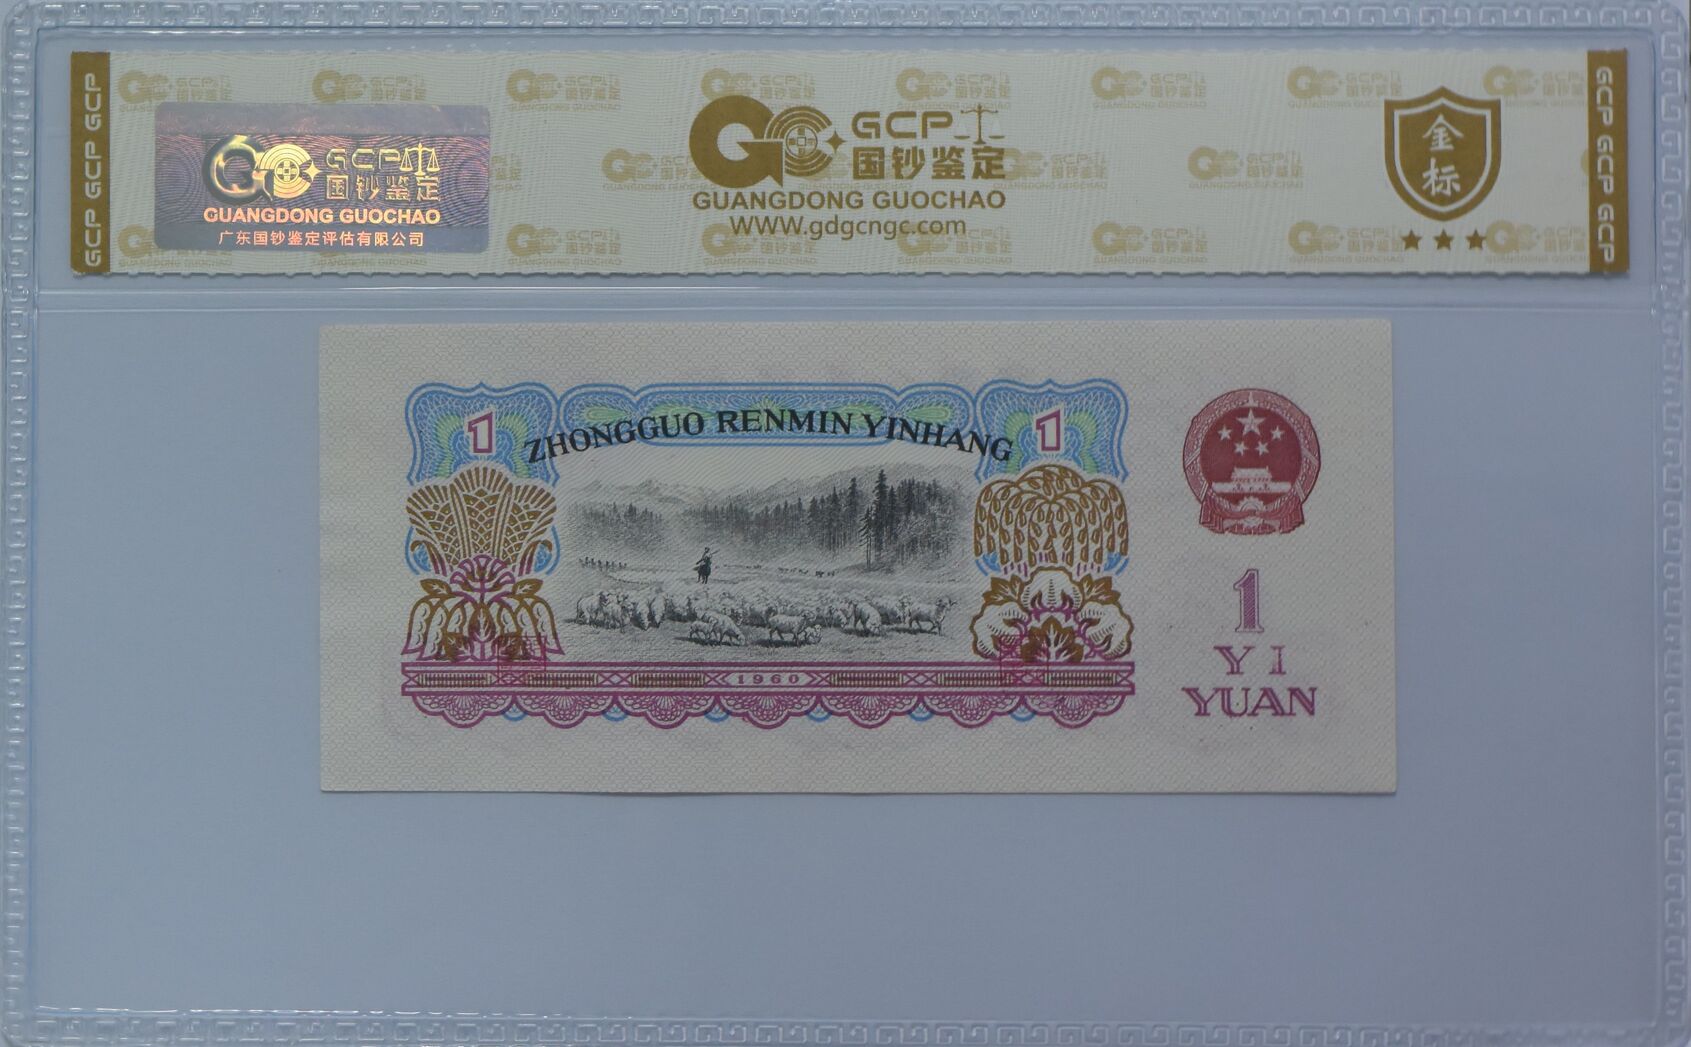 GCP GCP GCP
GCP
国钞鉴定
GUANGDONG GUOCHAO
广东国钞鉴定评估有限公司
GCP
国钞鉴定
GUANGDONG GUOCHAO
WWW.gdgcngc.com
金标
GCP GCP GCP
1
ZHONGGUO RENMIN YINHANG
1
1960
1
YI
YUAN